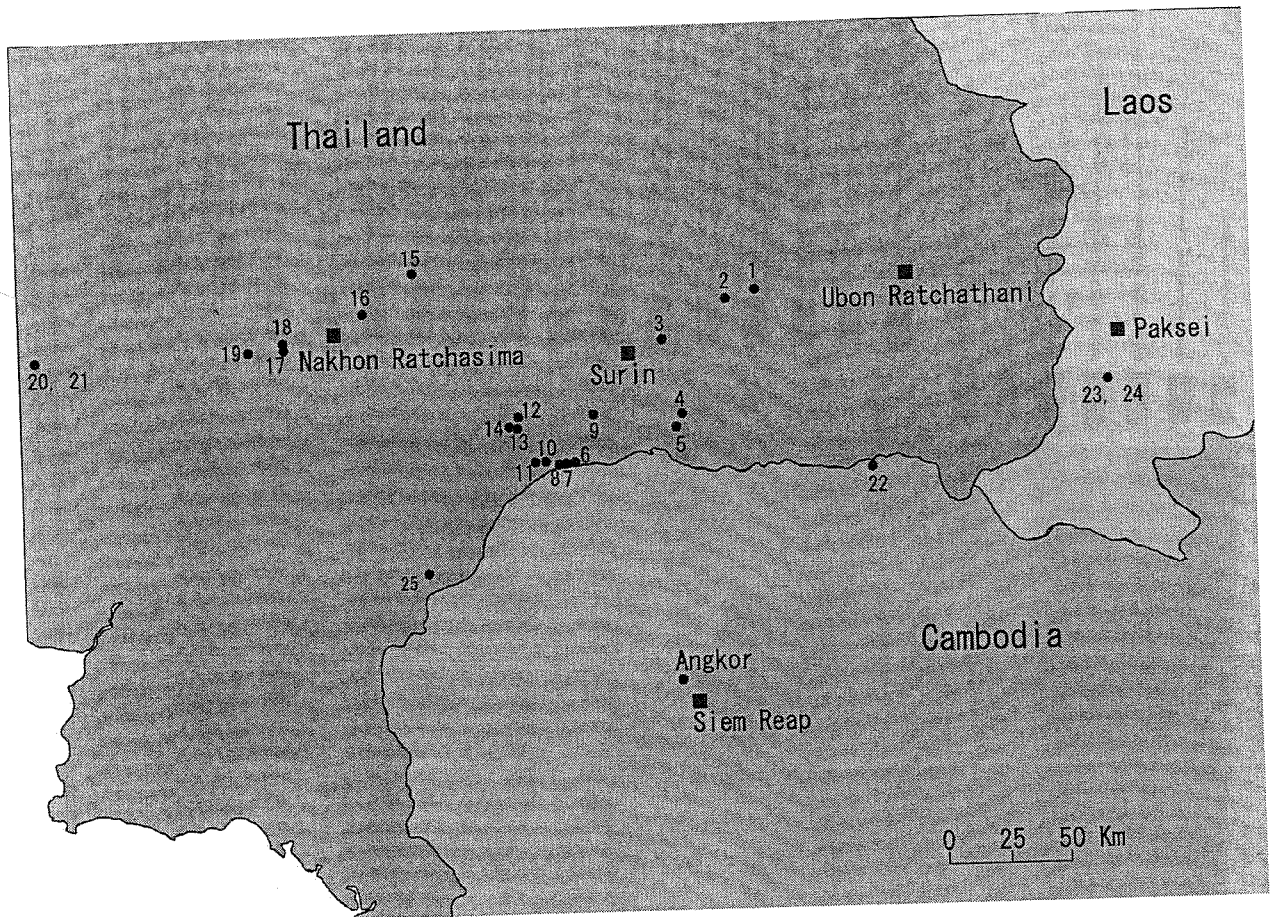 Laos
Thailand
15
1
2
Ubon Ratchathani
16
3
18
Paksei
19
17
Nakhon Ratchasima
Surin
20, 21
23, 24
12
4
14
13
9
5
10
6
11
8
7
22
25
Cambodia
Angkor
Siem Reap
0 25 50 Km